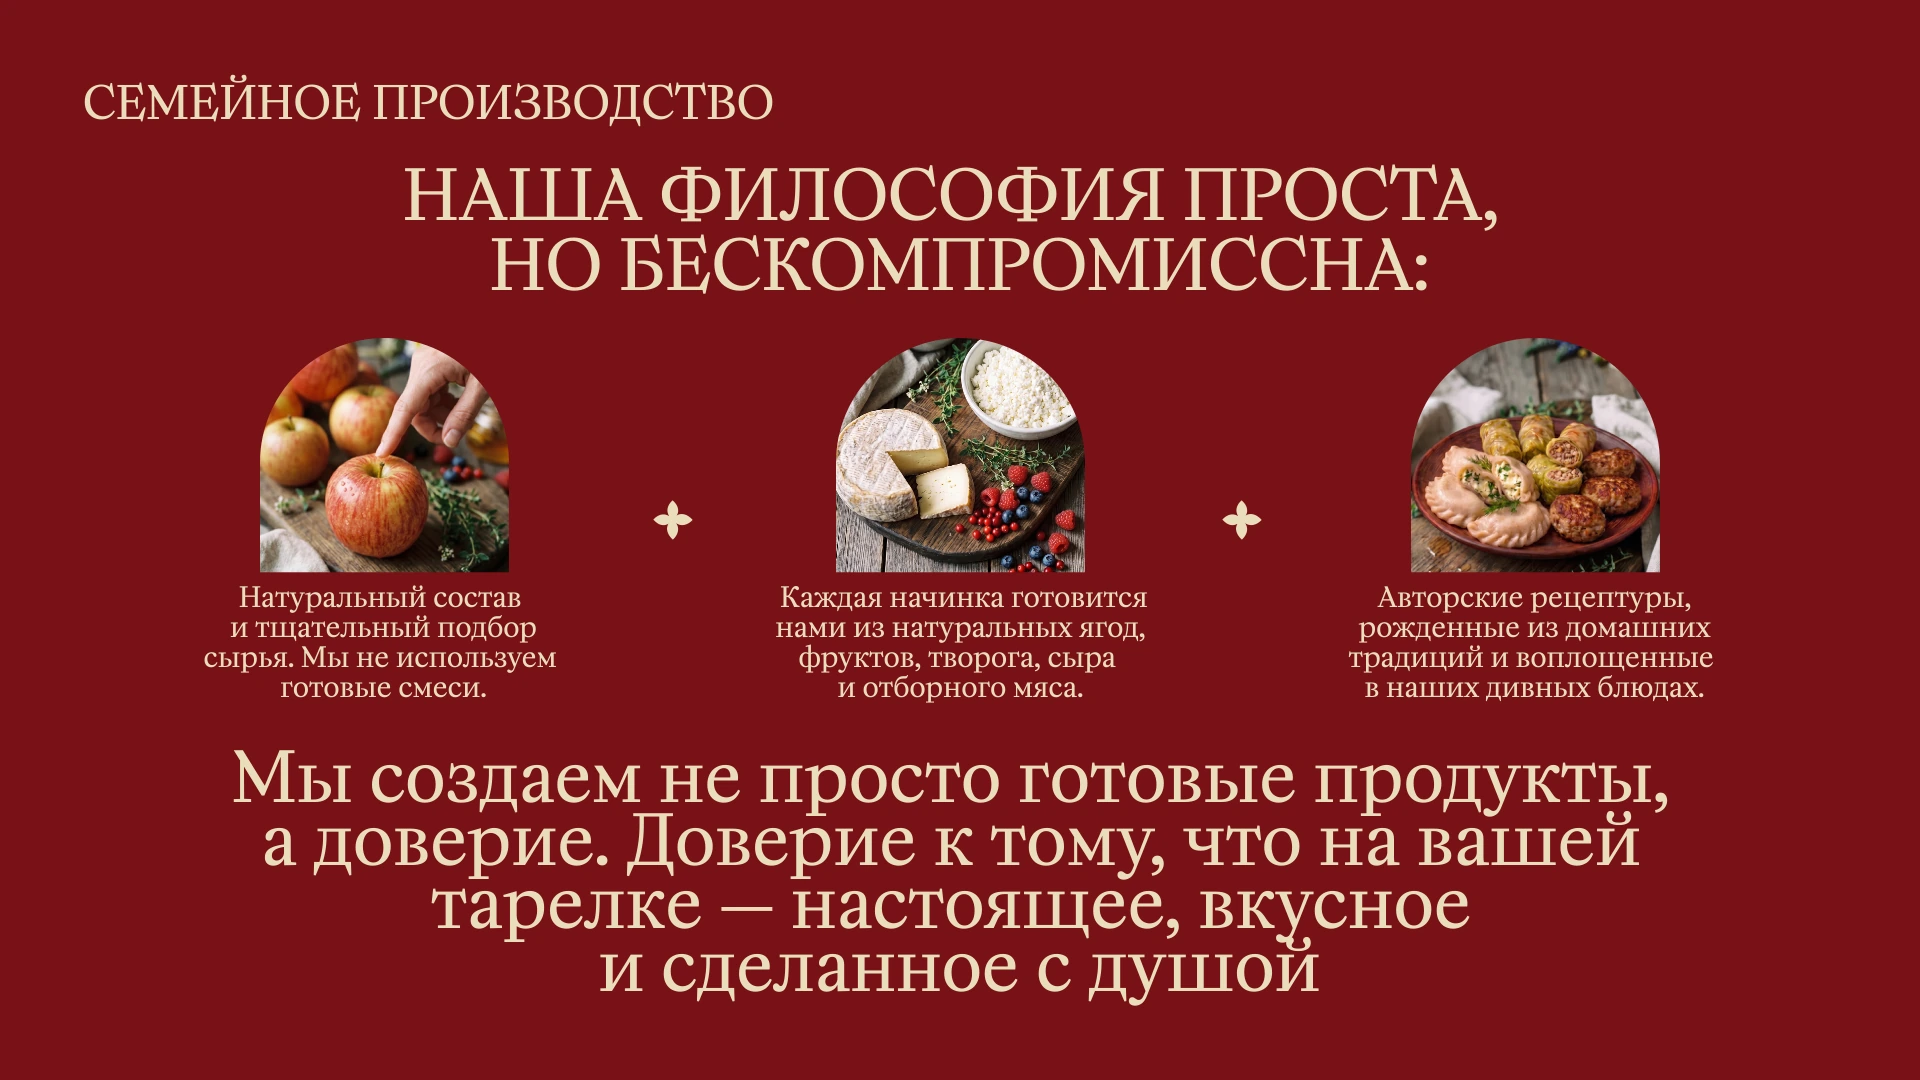 СЕМЕЙНОЕ ПРОИЗВОДСТВО
НАША ФИЛОСОФИЯ ПРОСТА,
НО БЕСКОМПРОМИССНА:
Натуральный состав
и тщательный подбор
сырья. Мы не используем
готовые смеси.
Каждая начинка готовится
нами из натуральных ягод,
фруктов, творога, сыра
и отборного мяса.
Авторские рецептуры,
рожденные из домашних
традиций и воплощенные
в наших дивных блюдах.
Мы создаем не просто готовые продукты,
а доверие. Доверие к тому, что на вашей
тарелке — настоящее, вкусное
и сделанное с душой